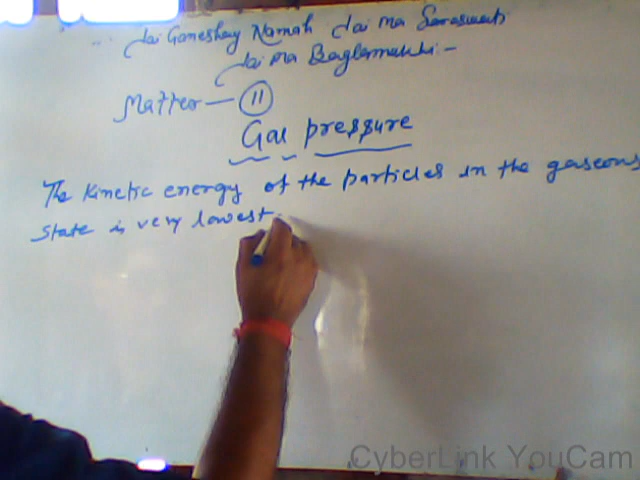 Jai Ganeshay Namah Jai Ma Saraswati
Jai Ma Baglamukhi -
Matter — 11
Gas pressure
The kinetic energy of the particles in the gaseous
state is very lowest.
CyberLink YouCam